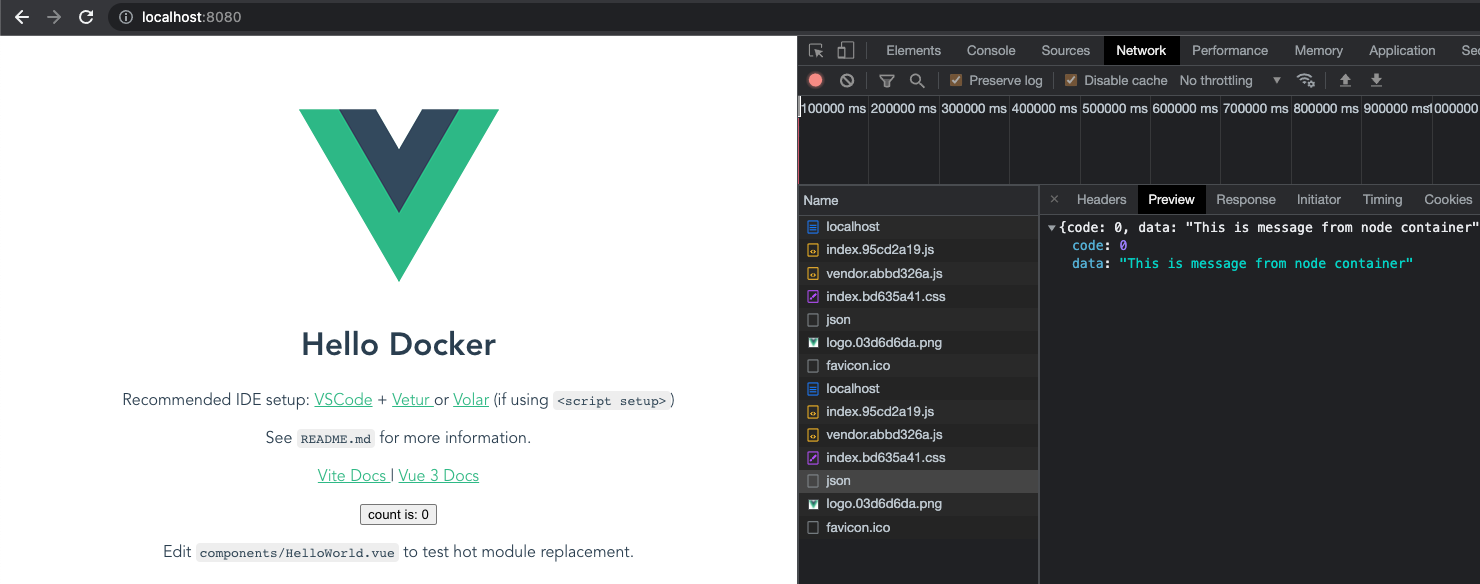 localhost:8080
Elements Console Sources Network Performance Memory Application Sec
Preserve log Disable cache No throttling
100000 ms 200000 ms 300000 ms 400000 ms 500000 ms 600000 ms 700000 ms 800000 ms 900000 ms 1000000
Name
Headers Preview Response Initiator Timing Cookies
localhost
index.95cd2a19.js
vendor.abbd326a.js
index.bd635a41.css
json
logo.03d6d6da.png
favicon.ico
localhost
index.95cd2a19.js
vendor.abbd326a.js
index.bd635a41.css
json
logo.03d6d6da.png
favicon.ico
{code: 0, data: "This is message from node container"
code: 0
data: "This is message from node container"
Hello Docker
Recommended IDE setup: VSCode + Vetur or Volar (if using <script setup>)
See README.md for more information.
Vite Docs | Vue 3 Docs
count is: 0
Edit components/HelloWorld.vue to test hot module replacement.